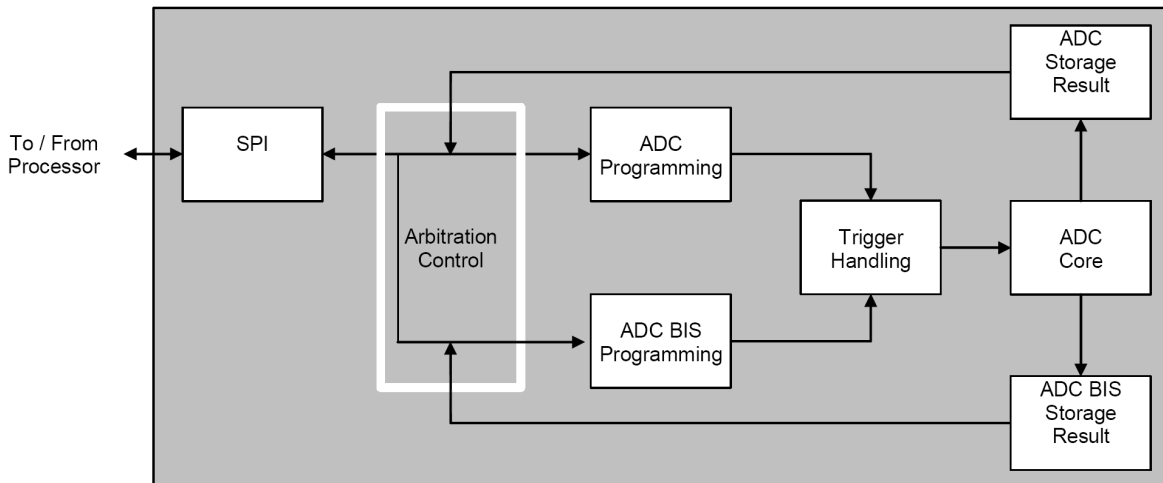 To / From
Processor
SPI
Arbitration
Control
ADC
Programming
ADC BIS
Programming
Trigger
Handling
ADC
Storage
Result
ADC
Core
ADC BIS
Storage
Result